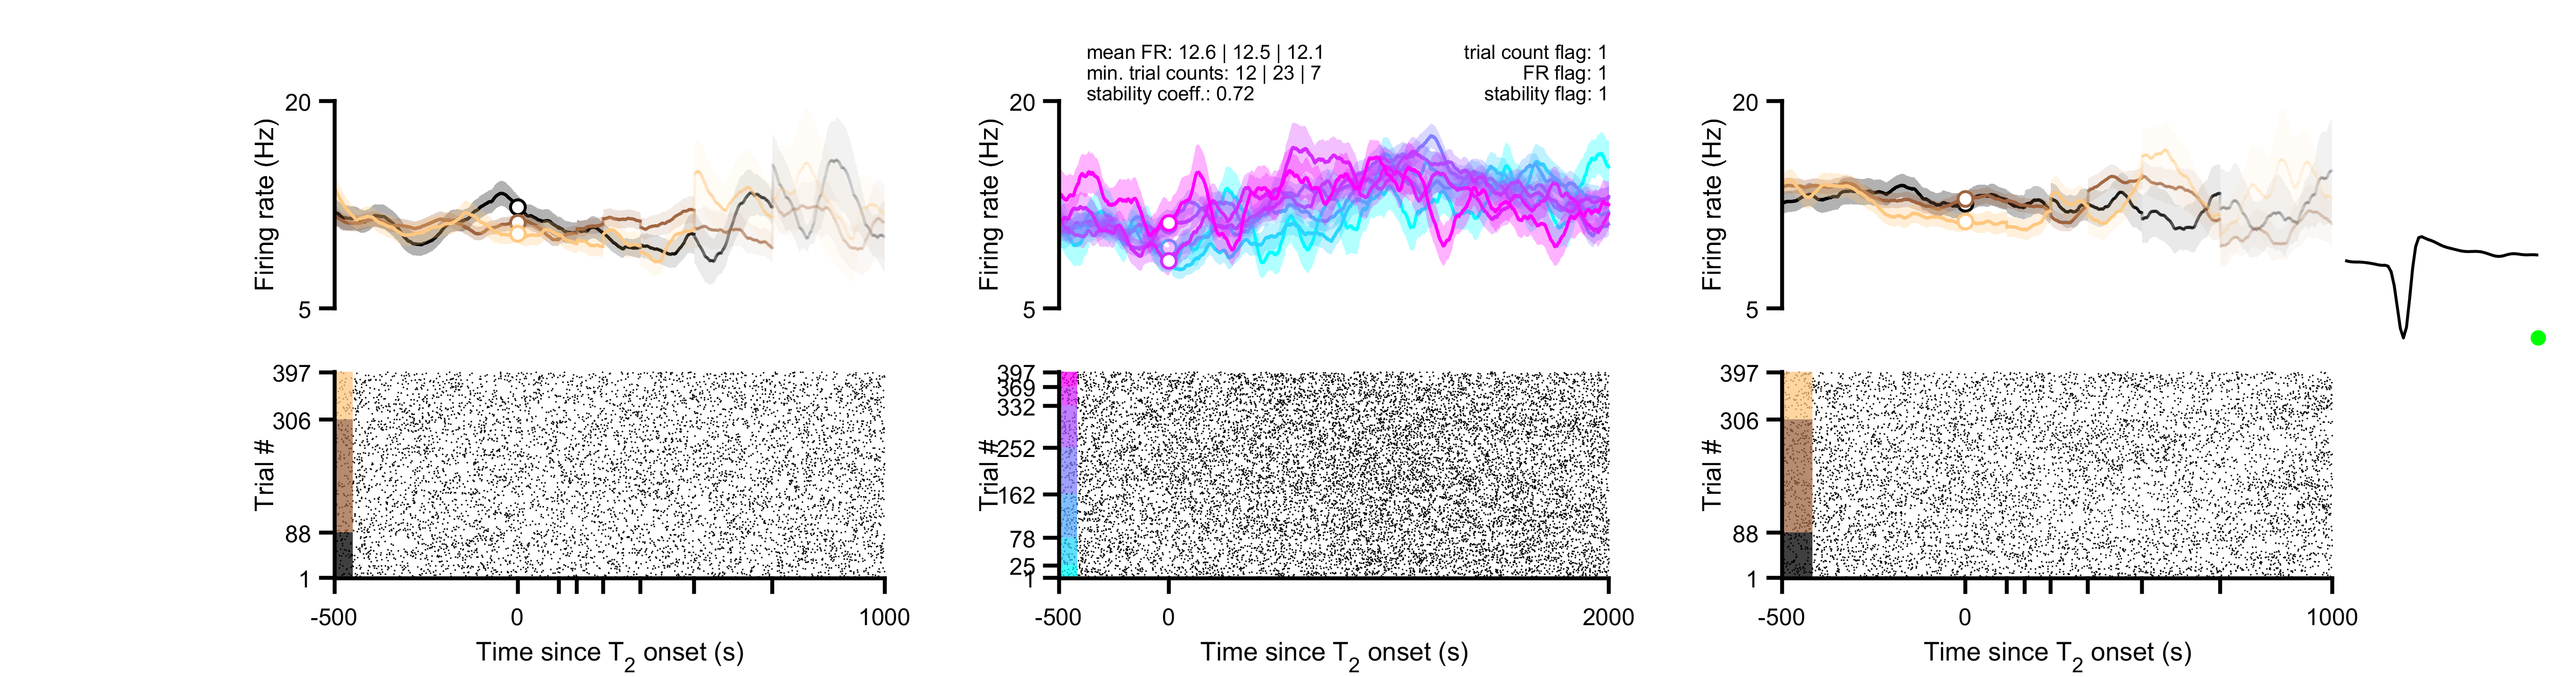 mean FR: 12.6 | 12.5 | 12.1
min. trial counts: 12 | 23 | 7
stability coeff.: 0.72
trial count flag: 1
FR flag: 1
stability flag: 1
20
5
Firing rate (Hz)
20
5
Firing rate (Hz)
20
5
Firing rate (Hz)
397
306
88
1
Trial #
-500
0
1000
Time since T2 onset (s)
397
369
332
252
162
78
25
1
Trial #
-500
0
2000
Time since T2 onset (s)
397
306
88
1
Trial #
-500
0
1000
Time since T2 onset (s)